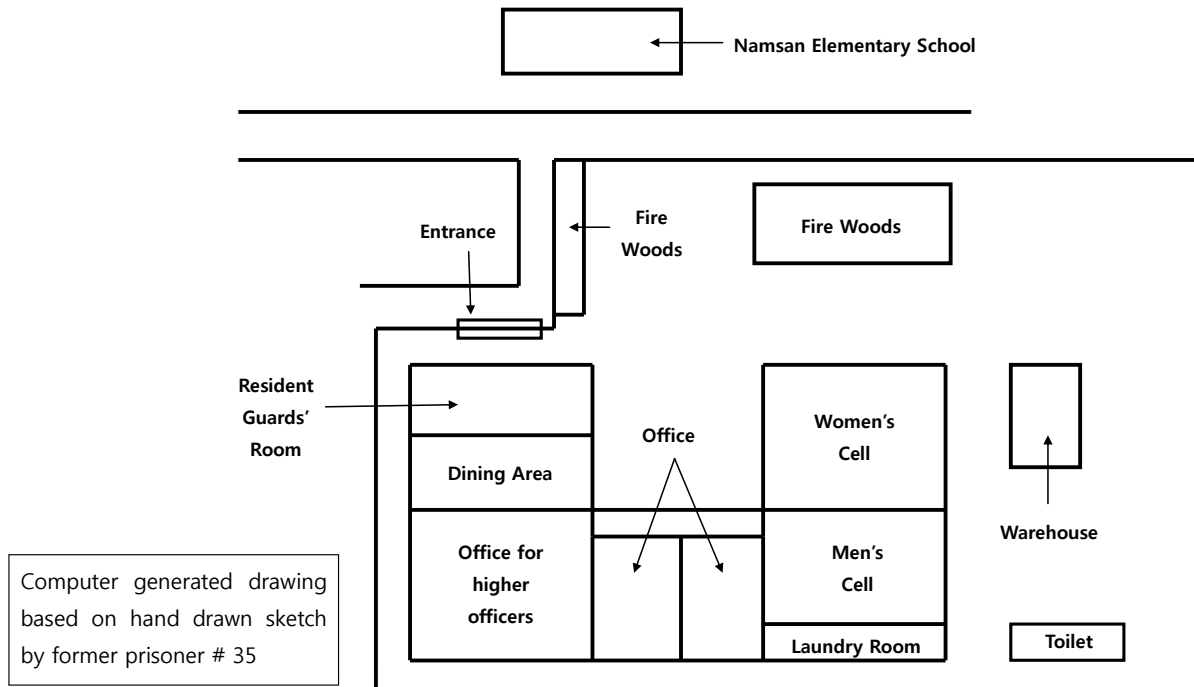 Namsan Elementary School
Fire
Woods
Fire Woods
Entrance
Resident
Guards’
Room
Office
Women’s
Cell
Dining Area
Warehouse
Office for
higher
officers
Men’s
Cell
Laundry Room
Toilet
Computer generated drawing
based on hand drawn sketch
by former prisoner # 35